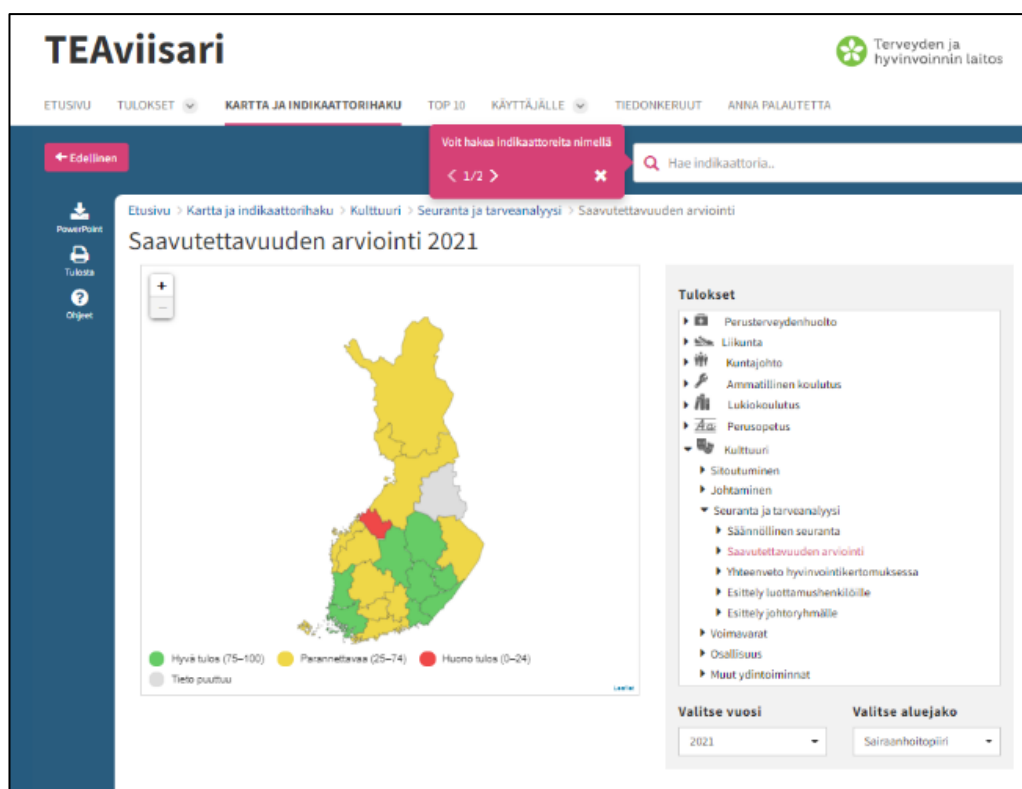 TEAviisari
Terveyden ja
hyvinvoinnin laitos
ETUSIVU TULOKSET KARTTA JA INDIKAATTORIHAKU TOP 10 KÄYTTÄJÄLLE TIEDONKERUUT ANNA PALAUTETTA
Edellinen
Voit hakea indikaattoreita nimellä
1/2
Hae indikaattoria..
PowerPoint
Tulosta
Ohjeet
Etusivu > Kartta ja indikaattorihaku > Kulttuuri > Seuranta ja tarveanalyysi > Saavutettavuuden arviointi
Saavutettavuuden arviointi 2021
+
−
Hyvä tulos (75–100) Parannettavaa (25–74) Huono tulos (0–24)
Tieto puuttuu
Leaflet
Tulokset
Perusterveydenhuolto
Liikunta
Kuntajohto
Ammatillinen koulutus
Lukiokoulutus
Aa Perusopetus
Kulttuuri
Sitoutuminen
Johtaminen
Seuranta ja tarveanalyysi
Säännöllinen seuranta
Saavutettavuuden arviointi
Yhteenveto hyvinvointikertomuksessa
Esittely luottamushenkilöille
Esittely johtoryhmälle
Voimavarat
Osallisuus
Muut ydintoiminnat
Valitse vuosi Valitse aluejako
2021 Sairaanhoitopiiri